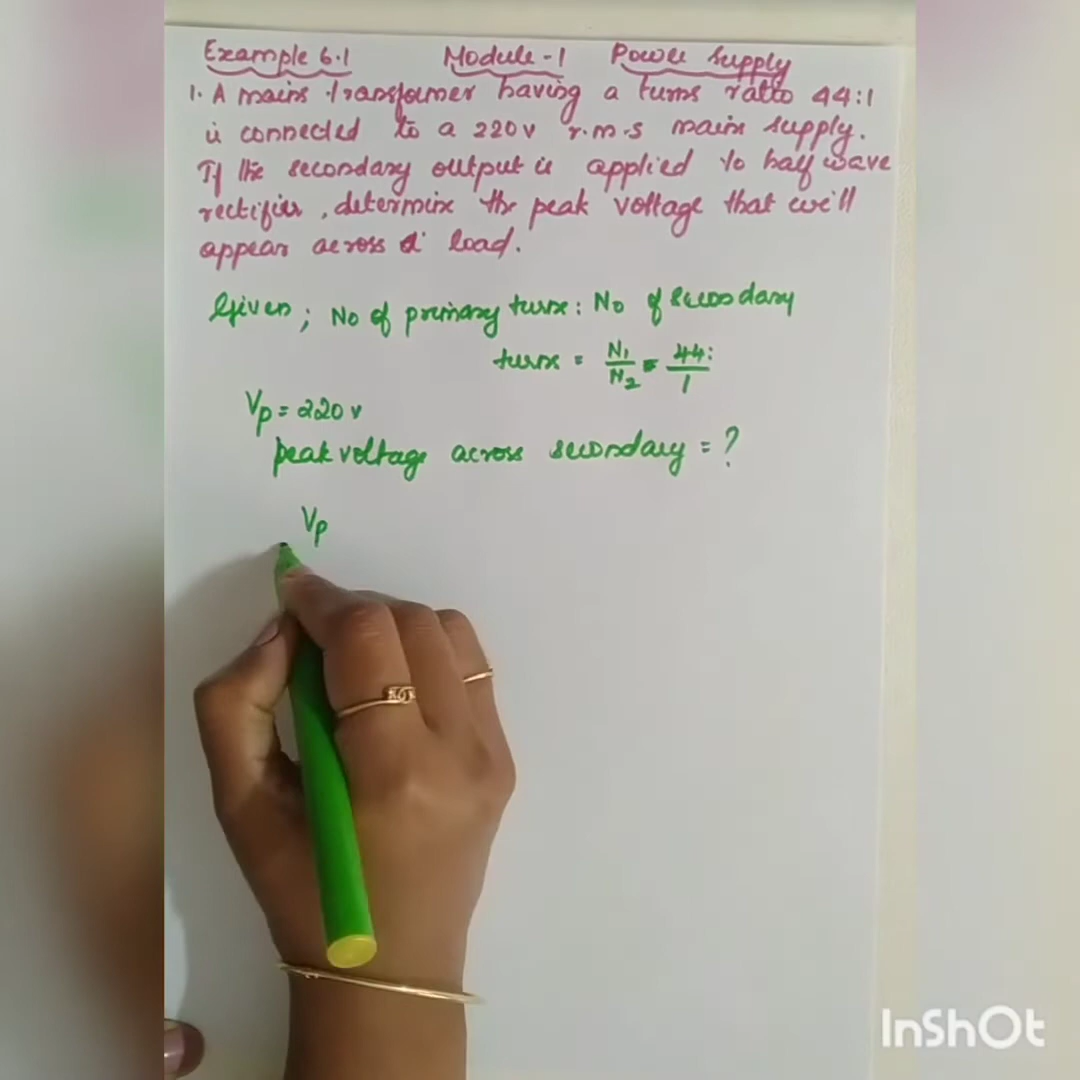 Example 6.1 Module-1 Power Supply
1. A mains transformer having a turns ratio 44:1
is connected to a 220V r.m.s mains supply.
If the secondary output is applied to half wave
rectifier, determine the peak voltage that will
appear across a load.
Given; No of primary turns: No of secondary
turns = N1/N2 = 44:/1
Vp = 220 v
peak voltage across secondary = ?
Vp
InShOt